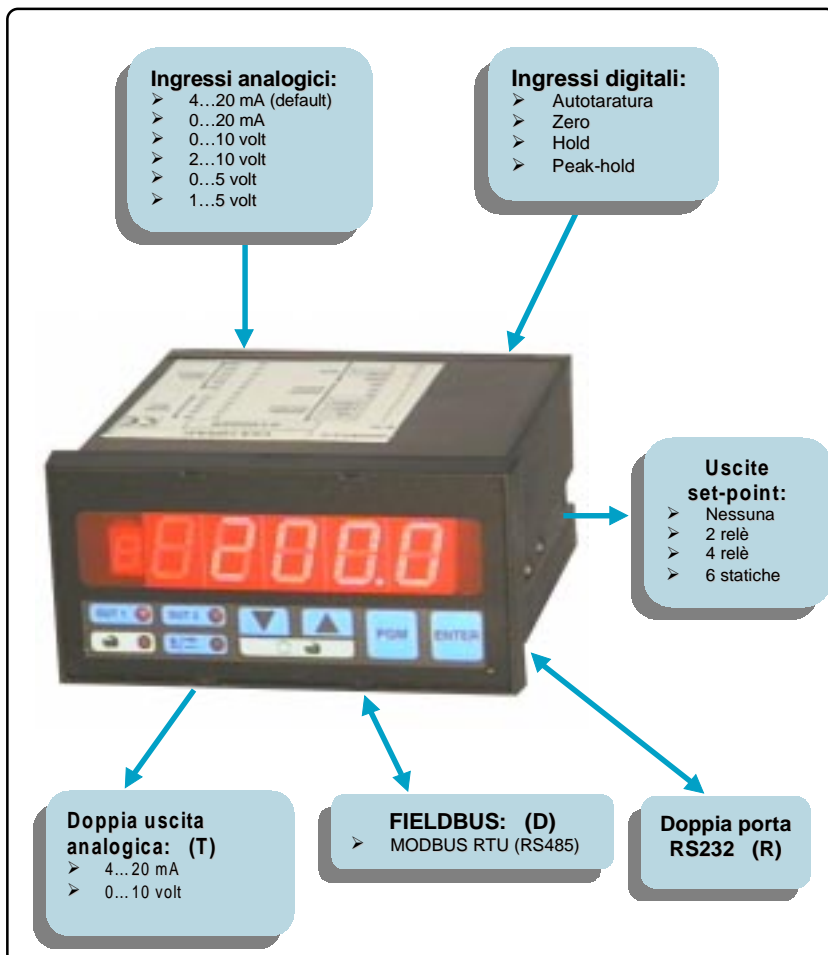 Ingressi analogici:
➢ 4…20 mA (default)
➢ 0…20 mA
➢ 0…10 volt
➢ 2…10 volt
➢ 0…5 volt
➢ 1…5 volt
Ingressi digitali:
➢ Autotaratura
➢ Zero
➢ Hold
➢ Peak-hold
Uscite
set-point:
➢ Nessuna
➢ 2 relè
➢ 4 relè
➢ 6 statiche
200.0
OUT 1 OUT 2
PGM ENTER
Doppia uscita
analogica: (T)
➢ 4…20 mA
➢ 0…10 volt
FIELDBUS: (D)
➢ MODBUS RTU (RS485)
Doppia porta
RS232 (R)